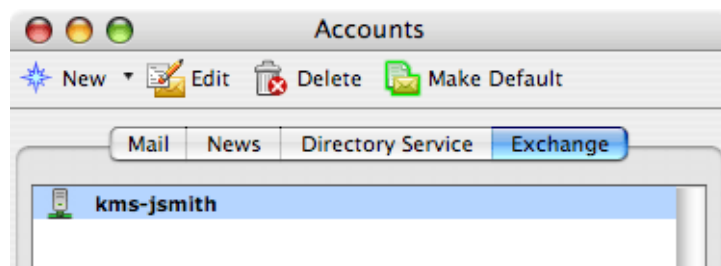 Accounts
New Edit Delete Make Default
Mail News Directory Service Exchange
kms-jsmith